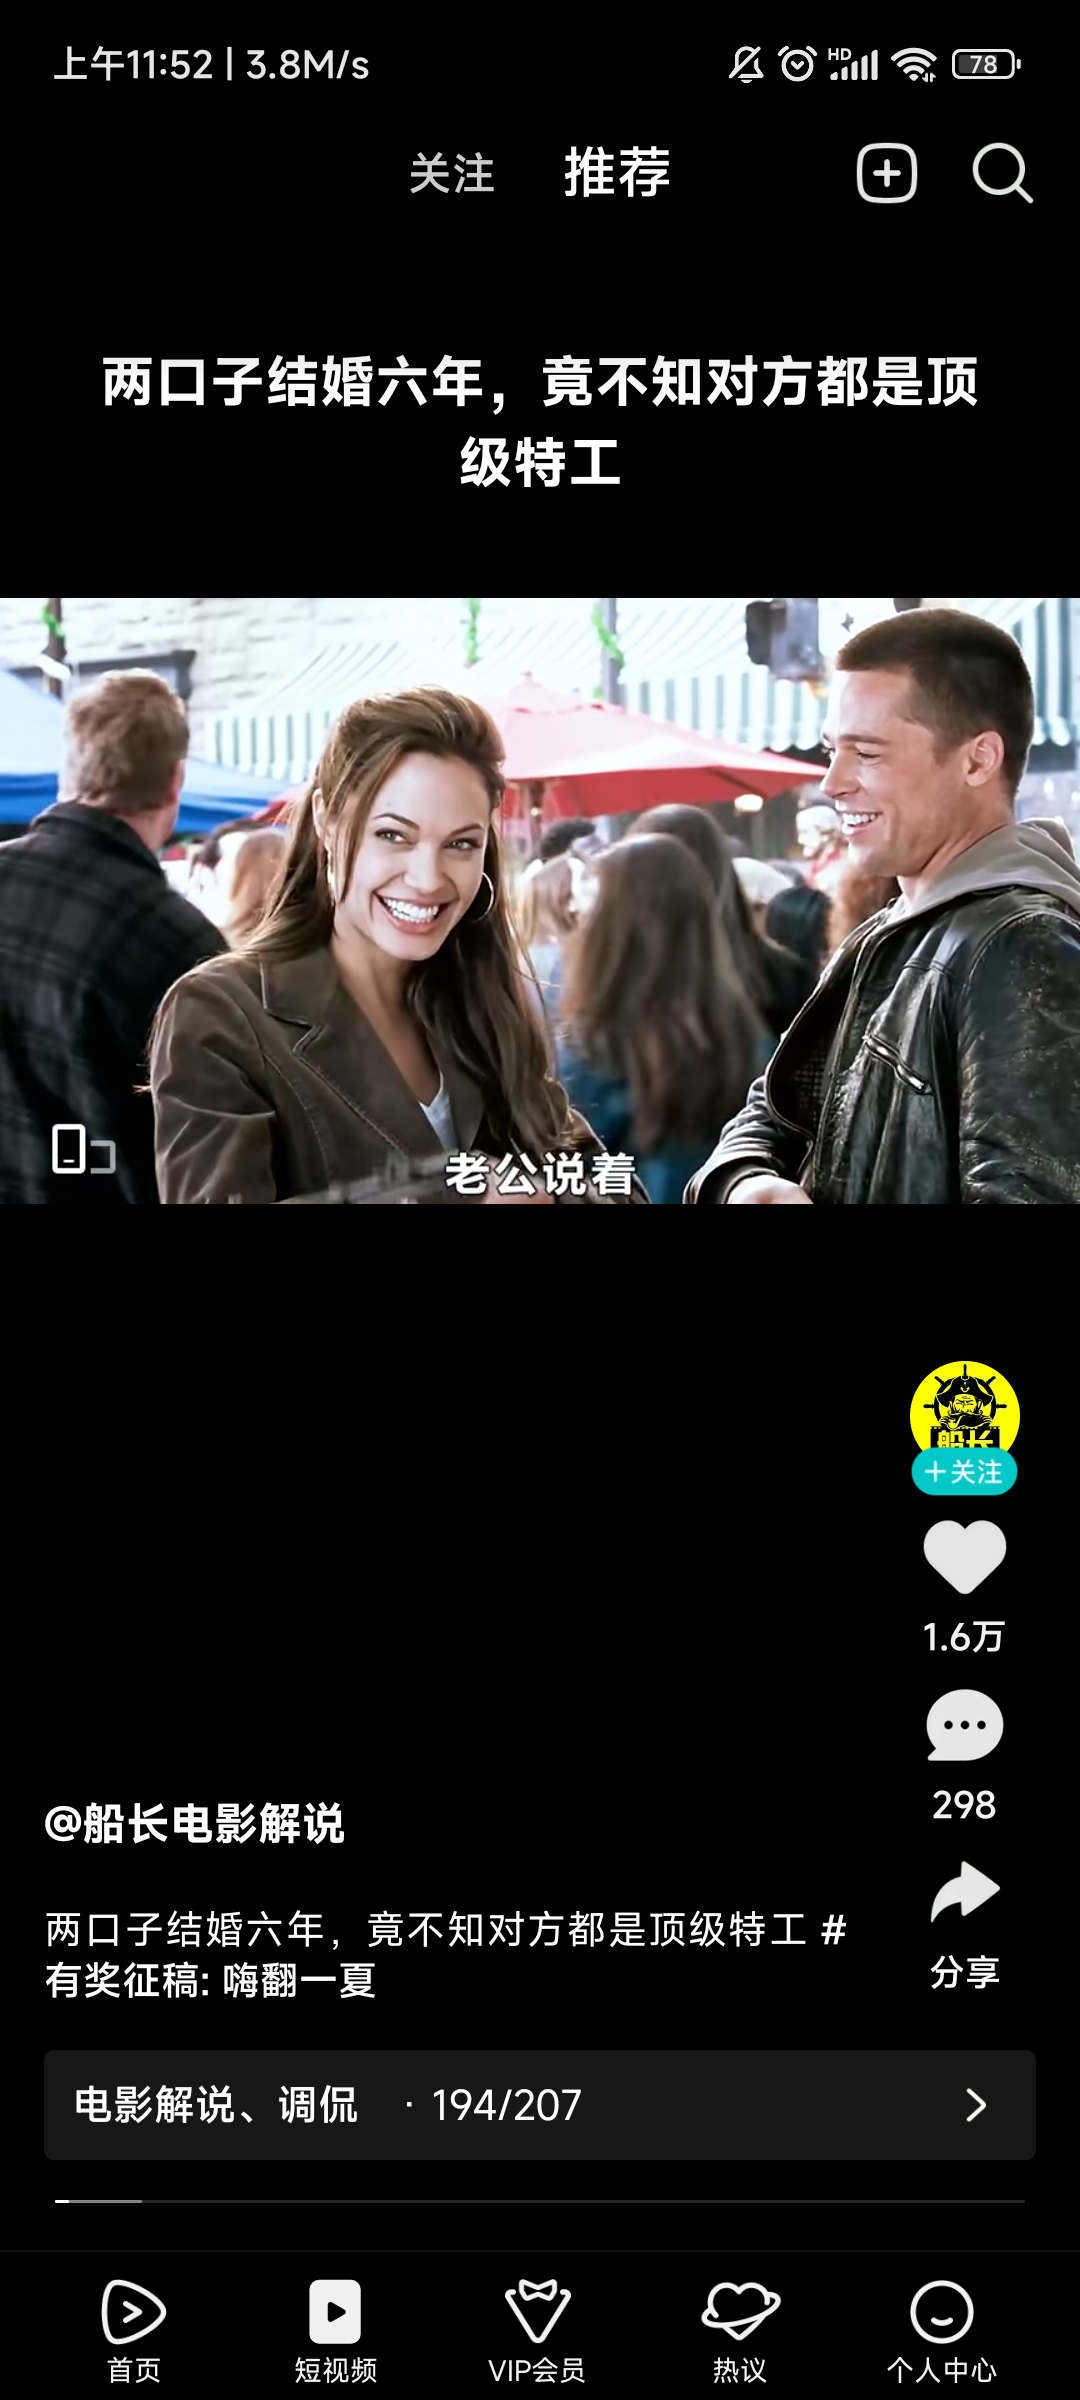 上午11:52 | 3.8M/s
HD
78
关注 推荐
两口子结婚六年，竟不知对方都是顶
级特工
老公说着
船长
+关注
1.6万
298
分享
@船长电影解说
两口子结婚六年，竟不知对方都是顶级特工 #
有奖征稿: 嗨翻一夏
电影解说、调侃 · 194/207
首页 短视频 VIP会员 热议 个人中心